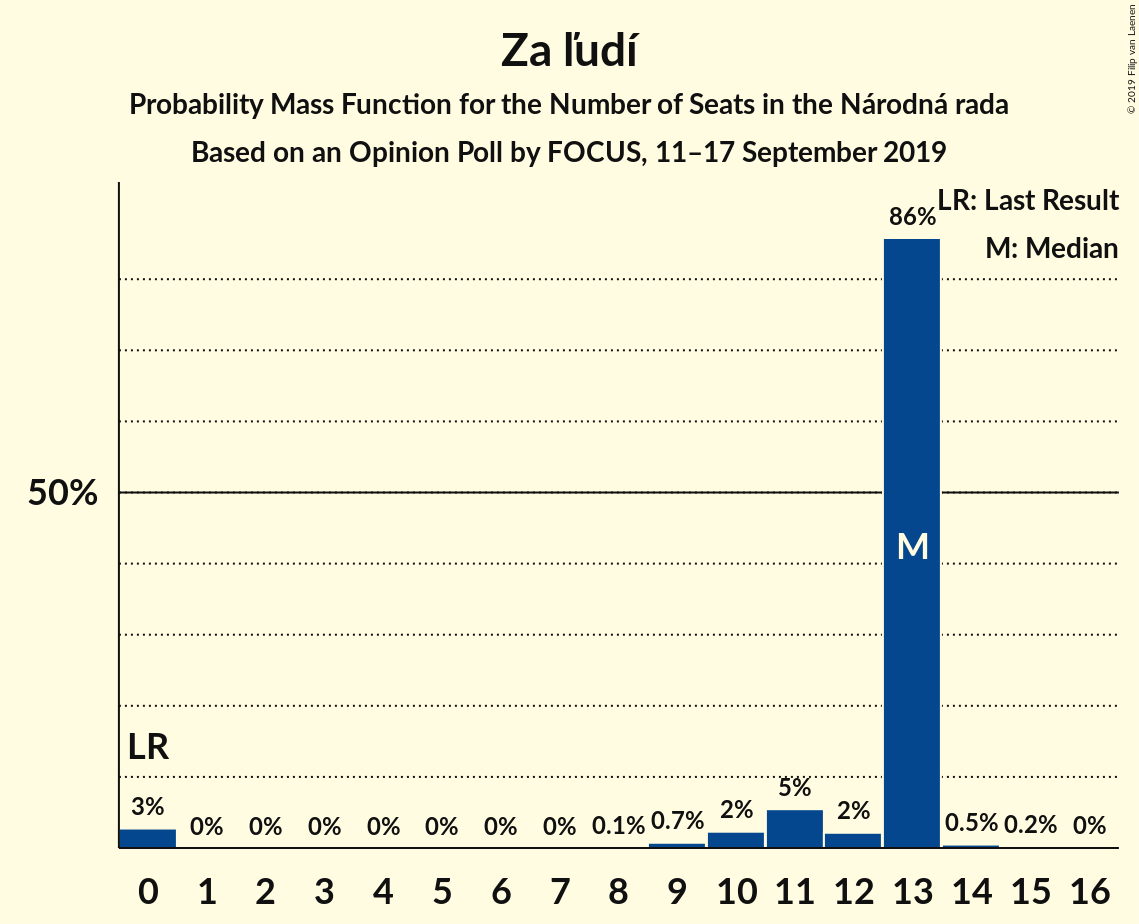 Za ľudí
Probability Mass Function for the Number of Seats in the Národná rada
Based on an Opinion Poll by FOCUS, 11–17 September 2019
© 2019 Filip van Laenen
LR: Last Result
M: Median
50%
LR
M
3% 0% 0% 0% 0% 0% 0% 0% 0.1% 0.7% 2% 5% 2% 86% 0.5% 0.2% 0%
0 1 2 3 4 5 6 7 8 9 10 11 12 13 14 15 16